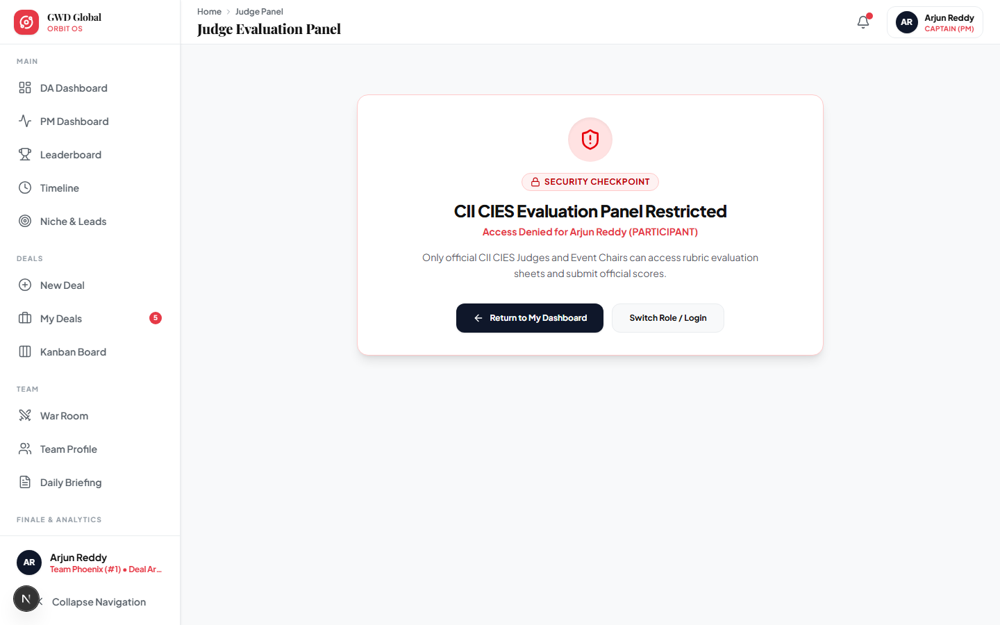 GWD Global
ORBIT OS
MAIN
DA Dashboard
PM Dashboard
Leaderboard
Timeline
Niche & Leads
DEALS
New Deal
My Deals
5
Kanban Board
TEAM
War Room
Team Profile
Daily Briefing
FINALE & ANALYTICS
AR
Arjun Reddy
Team Phoenix (#1) • Deal Ar...
N
Collapse Navigation
Home > Judge Panel
Judge Evaluation Panel
AR
Arjun Reddy
CAPTAIN (PM)
SECURITY CHECKPOINT
CII CIES Evaluation Panel Restricted
Access Denied for Arjun Reddy (PARTICIPANT)
Only official CII CIES Judges and Event Chairs can access rubric evaluation
sheets and submit official scores.
Return to My Dashboard
Switch Role / Login